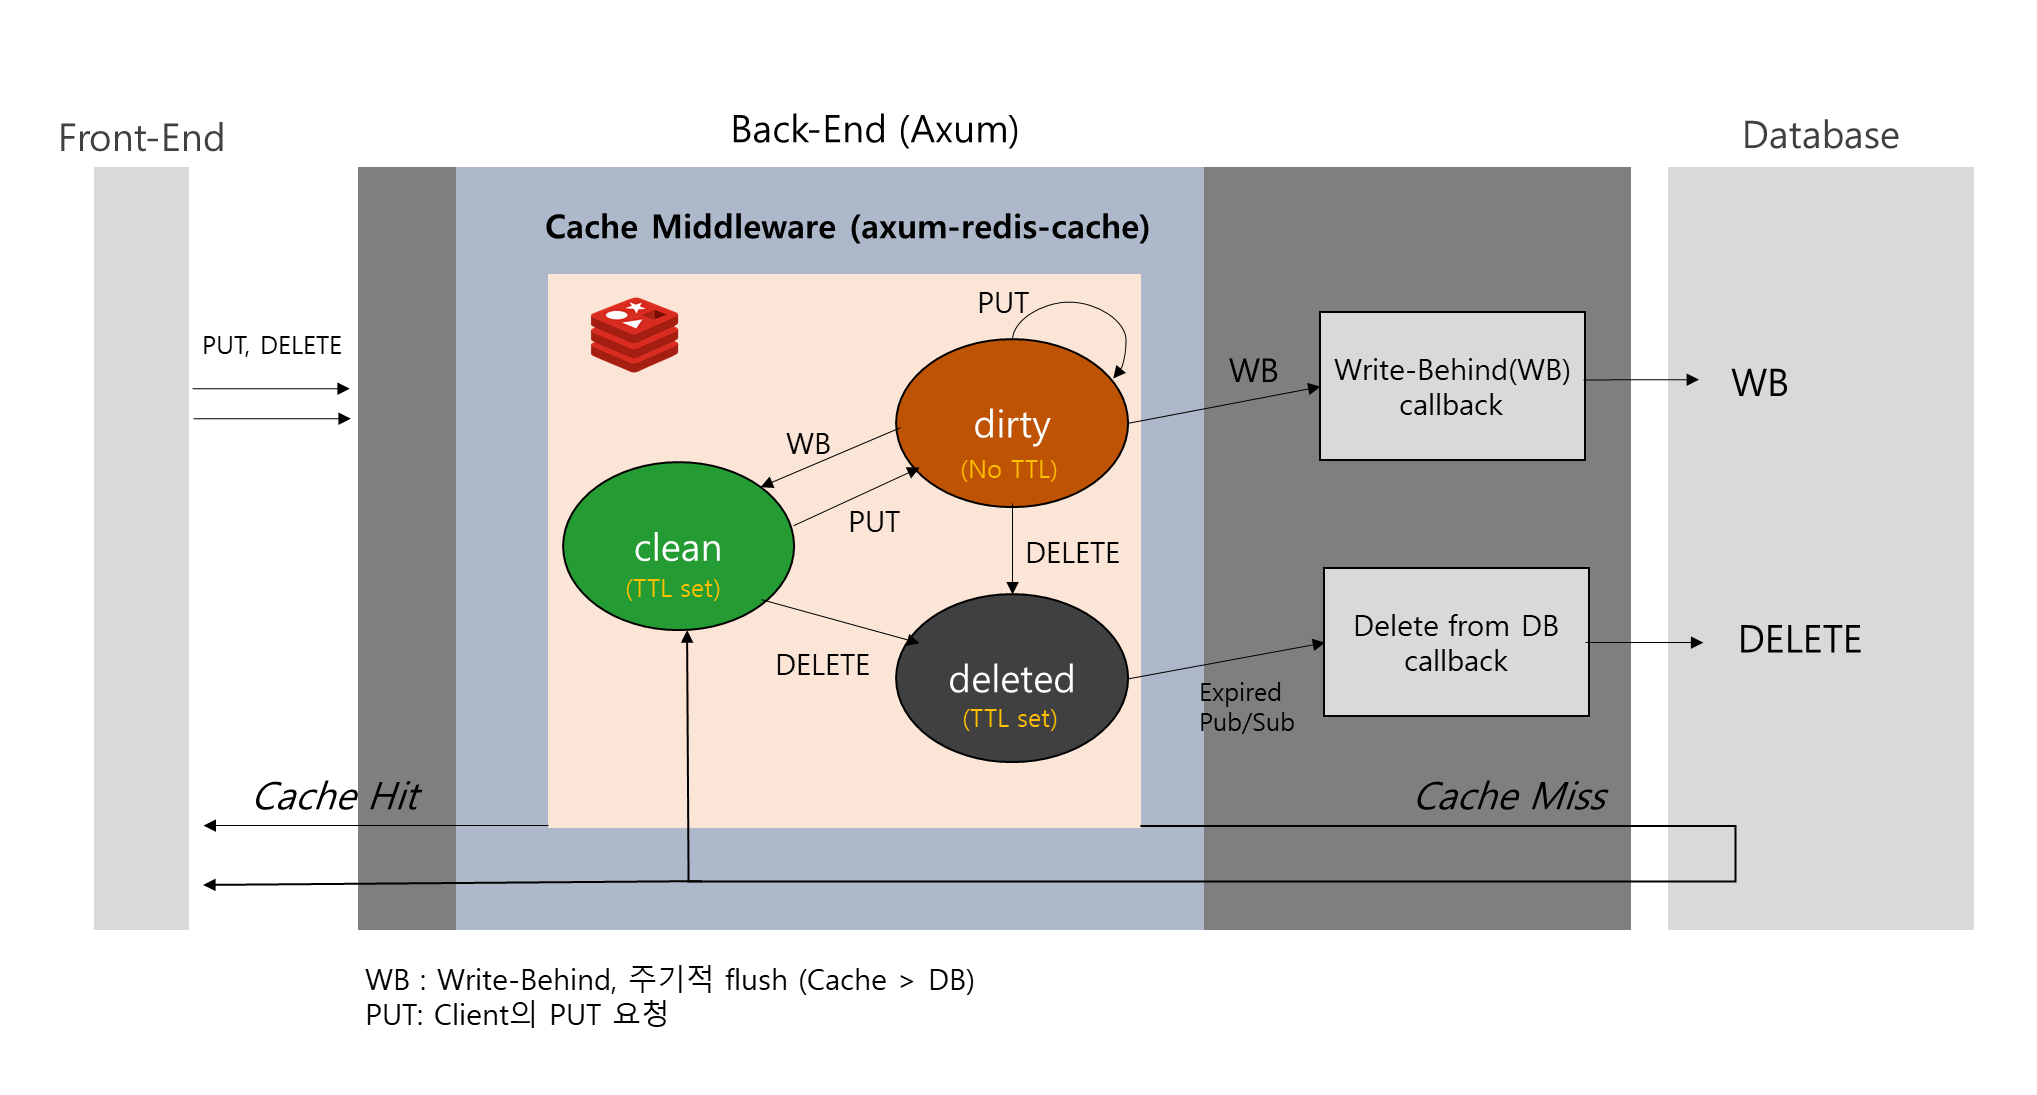 Front-End
Back-End (Axum)
Database
Cache Middleware (axum-redis-cache)
PUT
PUT, DELETE
WB
Write-Behind(WB)
callback
WB
dirty
(No TTL)
WB
PUT
clean
(TTL set)
DELETE
DELETE
deleted
(TTL set)
Expired
Pub/Sub
Delete from DB
callback
DELETE
Cache Hit
Cache Miss
WB : Write-Behind, 주기적 flush (Cache > DB)
PUT: Client의 PUT 요청